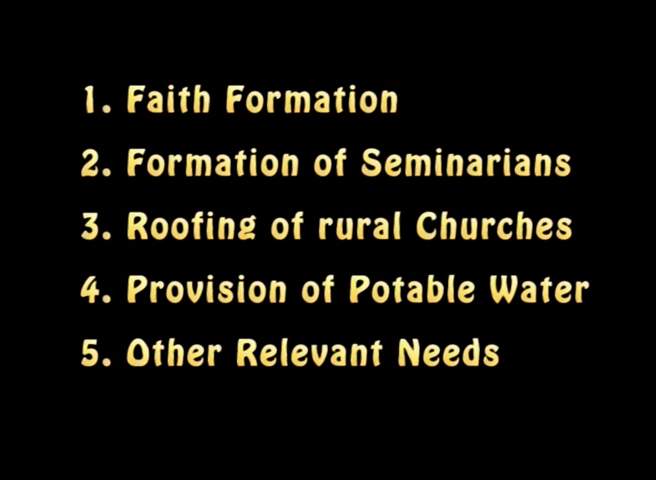 1. Faith Formation
2. Formation of Seminarians
3. Roofing of rural Churches
4. Provision of Potable Water
5. Other Relevant Needs